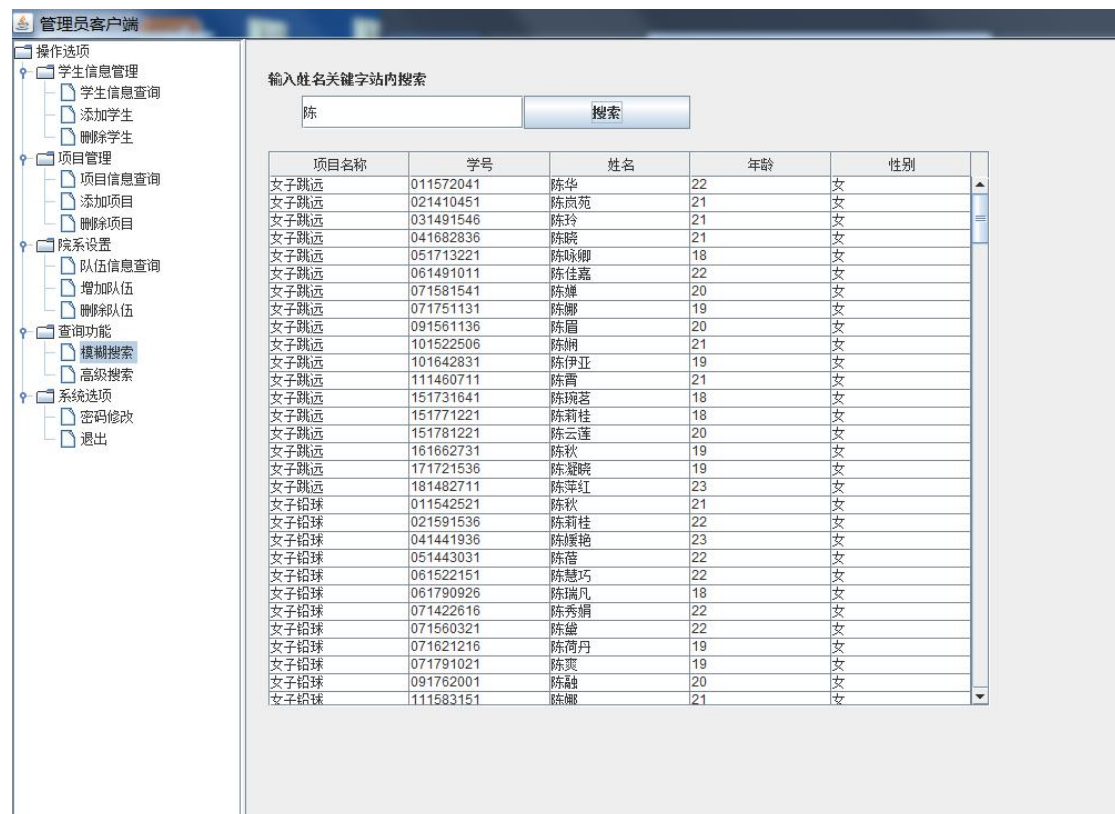 管理员客户端
操作选项
学生信息管理
学生信息查询
添加学生
删除学生
项目管理
项目信息查询
添加项目
删除项目
院系设置
队伍信息查询
增加队伍
删除队伍
查询功能
模糊搜索
高级搜索
系统选项
密码修改
退出
输入姓名关键字站内搜索
陈 搜索
项目名称 学号 姓名 年龄 性别
女子跳远 011572041 陈华 22 女
女子跳远 021410451 陈岚苑 21 女
女子跳远 031491546 陈玲 21 女
女子跳远 041682836 陈晓 21 女
女子跳远 051713221 陈咏卿 18 女
女子跳远 061491011 陈佳嘉 22 女
女子跳远 071581541 陈婵 20 女
女子跳远 071751131 陈娜 19 女
女子跳远 091561136 陈眉 20 女
女子跳远 101522506 陈娴 21 女
女子跳远 101642831 陈伊亚 19 女
女子跳远 111460711 陈霄 21 女
女子跳远 151731641 陈琬茗 18 女
女子跳远 151771221 陈莉桂 18 女
女子跳远 151781221 陈云莲 20 女
女子跳远 161662731 陈秋 19 女
女子跳远 171721536 陈凝晓 19 女
女子跳远 181482711 陈萍红 23 女
女子铅球 011542521 陈秋 21 女
女子铅球 021591536 陈莉桂 22 女
女子铅球 041441936 陈媛艳 23 女
女子铅球 051443031 陈蓓 22 女
女子铅球 061522151 陈慧巧 22 女
女子铅球 061790926 陈瑞凡 18 女
女子铅球 071422616 陈秀娟 22 女
女子铅球 071560321 陈黛 22 女
女子铅球 071621216 陈荷丹 19 女
女子铅球 071791021 陈爽 19 女
女子铅球 091762001 陈融 20 女
女子铅球 111583151 陈娜 21 女